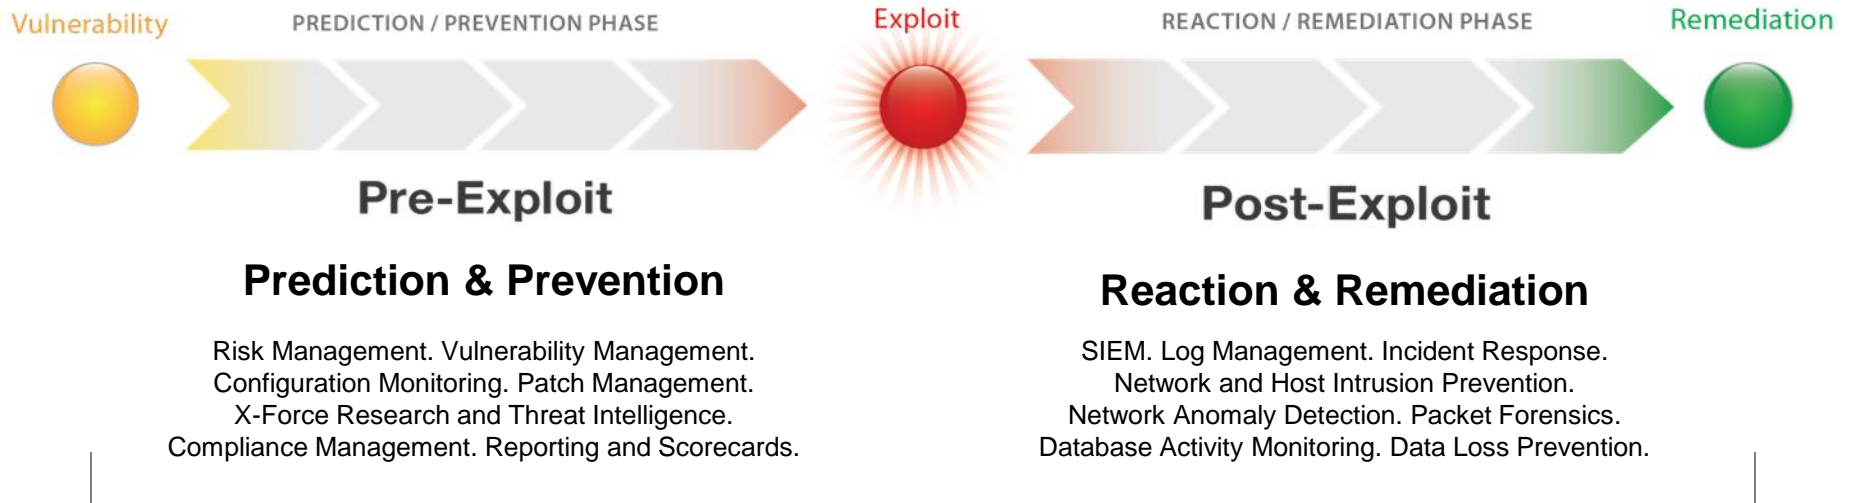 Vulnerability
PREDICTION / PREVENTION PHASE
Exploit
REACTION / REMEDIATION PHASE
Remediation
Pre-Exploit
Post-Exploit
Prediction & Prevention
Risk Management. Vulnerability Management.
Configuration Monitoring. Patch Management.
X-Force Research and Threat Intelligence.
Compliance Management. Reporting and Scorecards.
Reaction & Remediation
SIEM. Log Management. Incident Response.
Network and Host Intrusion Prevention.
Network Anomaly Detection. Packet Forensics.
Database Activity Monitoring. Data Loss Prevention.